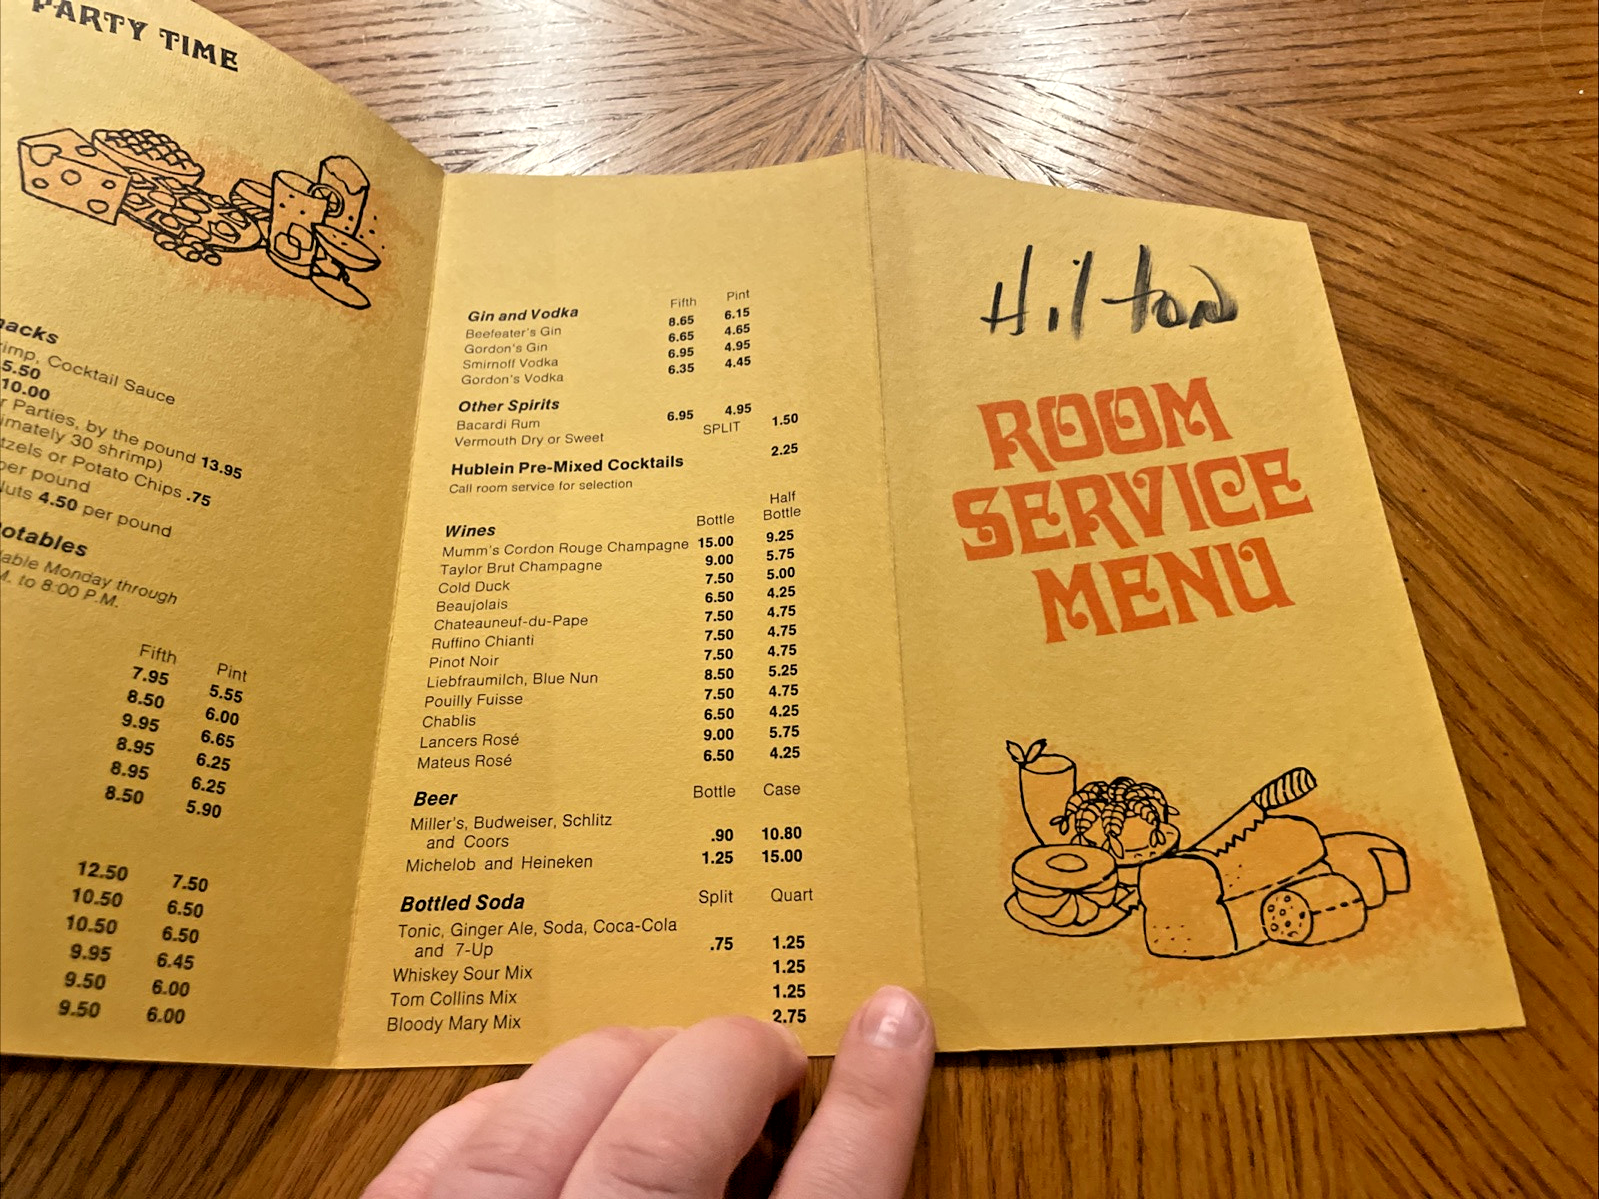 PARTY TIME
Cocktail Sauce
5.50
10.00
Parties, by the pound 13.95
30 shrimp)
or Potato Chips .75
per pound
4.50 per pound
Monday through
to 8:00 P.M.
Fifth Pint
7.95 5.55
8.50 6.00
9.95 6.65
8.95 6.25
8.95 6.25
8.50 5.90
12.50 7.50
10.50 6.50
10.50 6.50
9.95 6.45
9.50 6.00
9.50 6.00
Fifth Pint
Gin and Vodka
Beefeater's Gin 8.65 6.15
Gordon's Gin 6.65 4.65
Smirnoff Vodka 6.95 4.95
Gordon's Vodka 6.35 4.45
Other Spirits
Bacardi Rum 6.95 4.95
Vermouth Dry or Sweet SPLIT 1.50
Hublein Pre-Mixed Cocktails 2.25
Call room service for selection
Wines Bottle Half Bottle
Mumm's Cordon Rouge Champagne 15.00 9.25
Taylor Brut Champagne 9.00 5.75
Cold Duck 7.50 5.00
Beaujolais 6.50 4.25
Chateauneuf-du-Pape 7.50 4.75
Ruffino Chianti 7.50 4.75
Pinot Noir 7.50 4.75
Liebfraumilch, Blue Nun 8.50 5.25
Pouilly Fuisse 7.50 4.75
Chablis 6.50 4.25
Lancers Rosé 9.00 5.75
Mateus Rosé 6.50 4.25
Beer Bottle Case
Miller's, Budweiser, Schlitz
and Coors .90 10.80
Michelob and Heineken 1.25 15.00
Bottled Soda Split Quart
Tonic, Ginger Ale, Soda, Coca-Cola
and 7-Up .75 1.25
Whiskey Sour Mix 1.25
Tom Collins Mix 1.25
Bloody Mary Mix 2.75
Hilton
ROOM
SERVICE
MENU